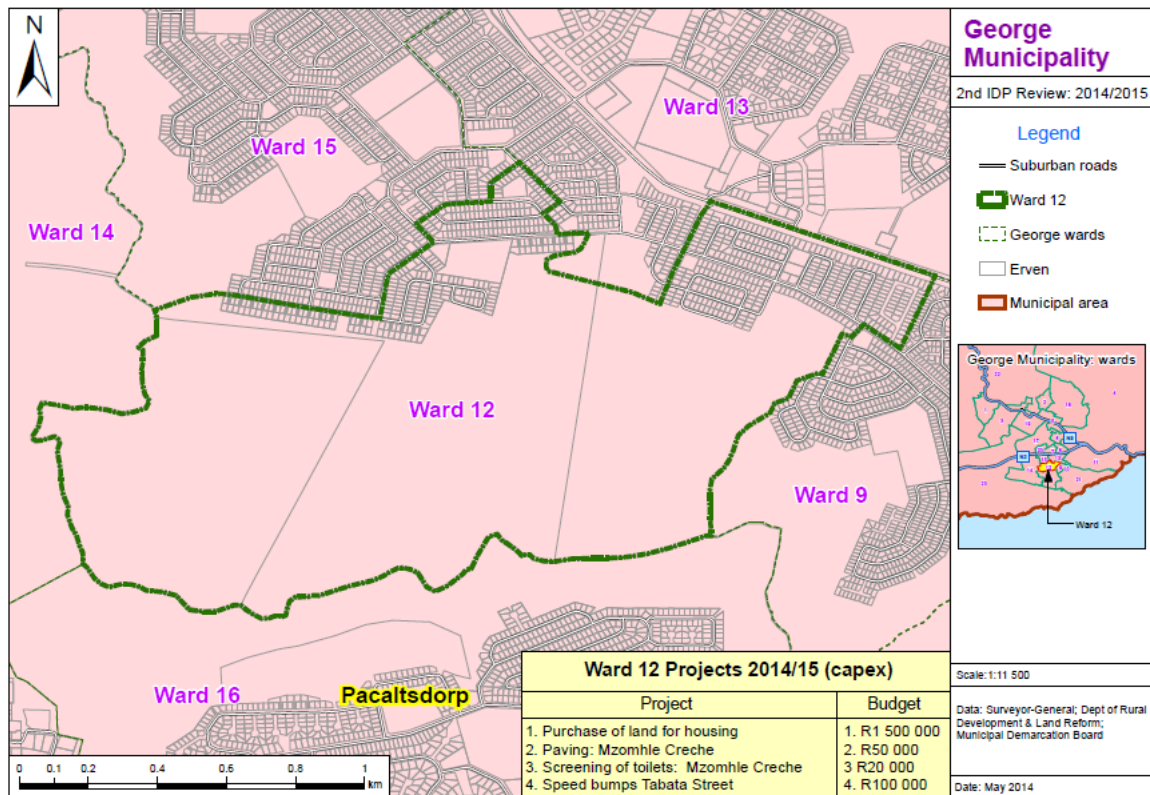 N
George
Municipality
2nd IDP Review: 2014/2015
Legend
Suburban roads
Ward 12
George wards
Erven
Municipal area
Ward 13
Ward 15
Ward 14
Ward 12
Ward 9
Ward 16
Pacaltsdorp
George Municipality: wards
Ward 12
Ward 12 Projects 2014/15 (capex)
Project Budget
1. Purchase of land for housing 1. R1 500 000
2. Paving: Mzomhle Creche 2. R50 000
3. Screening of toilets: Mzomhle Creche 3 R20 000
4. Speed bumps Tabata Street 4. R100 000
0 0.1 0.2 0.4 0.6 0.8 1
km
Scale:1:11 500
Data: Surveyor-General; Dept of Rural
Development & Land Reform;
Municipal Demarcation Board
Date: May 2014